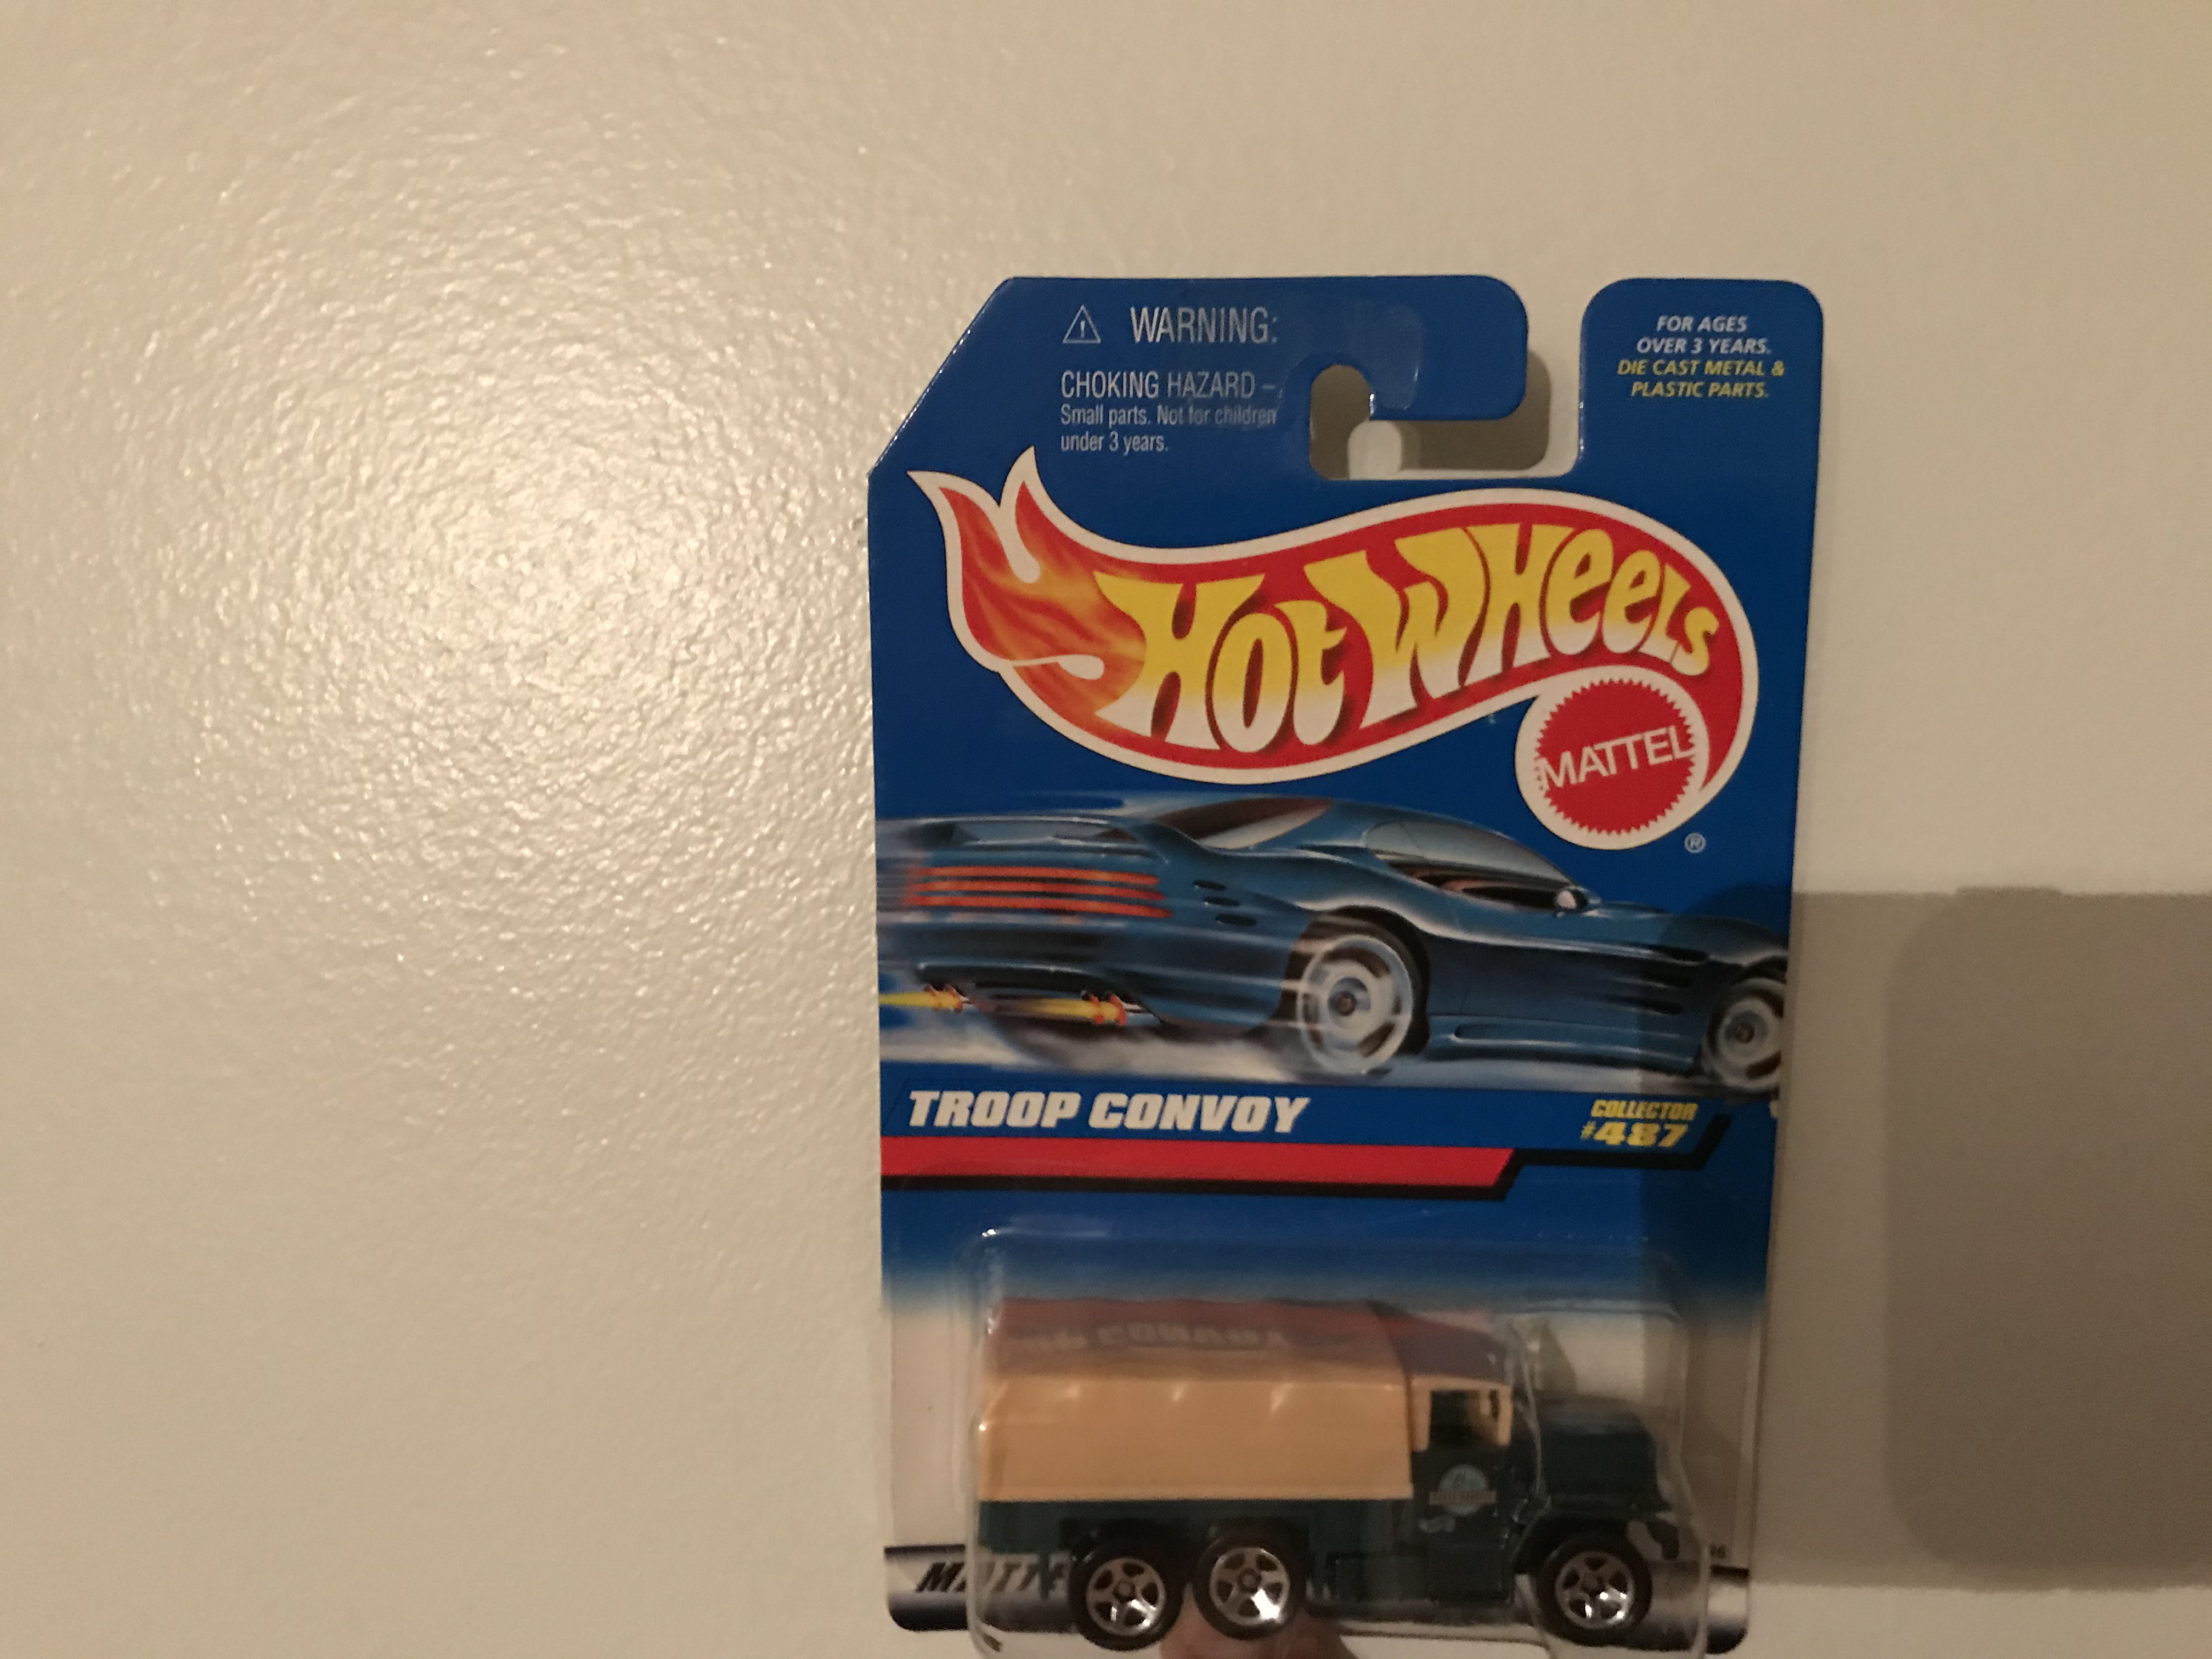 WARNING:
CHOKING HAZARD –
Small parts. Not for children
under 3 years.
FOR AGES
OVER 3 YEARS.
DIE CAST METAL &
PLASTIC PARTS.
HOT WHEELS
MATTEL
®
TROOP CONVOY
COLLECTOR
#487